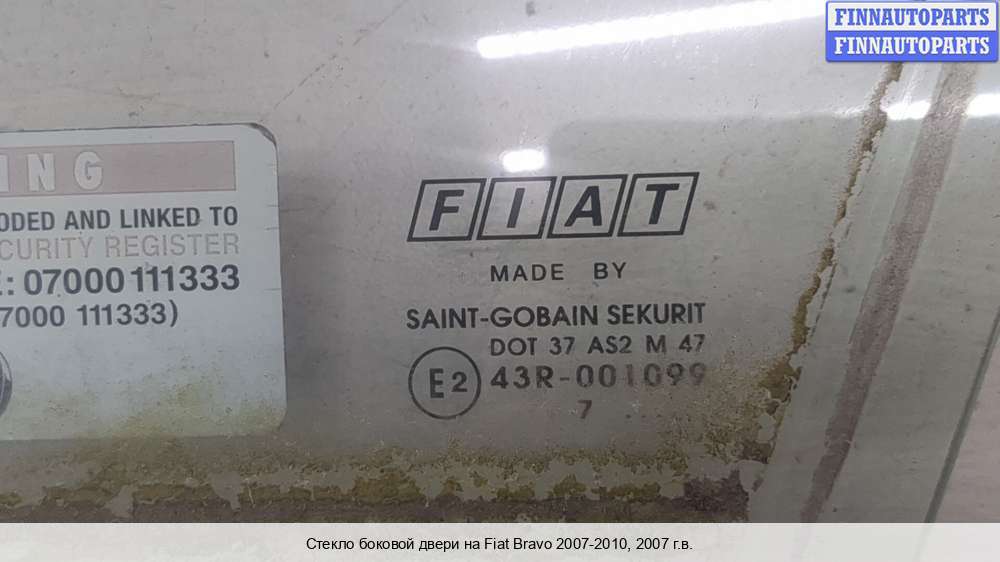 FINNAUTOPARTS
FINNAUTOPARTS
ING
ODED AND LINKED TO
CURITY REGISTER
E: 07000 111333
7000 111333)
FIAT
MADE BY
SAINT-GOBAIN SEKURIT
DOT 37 AS2 M 47
E2 43R-001099
7 ...
Стекло боковой двери на Fiat Bravo 2007-2010, 2007 г.в.